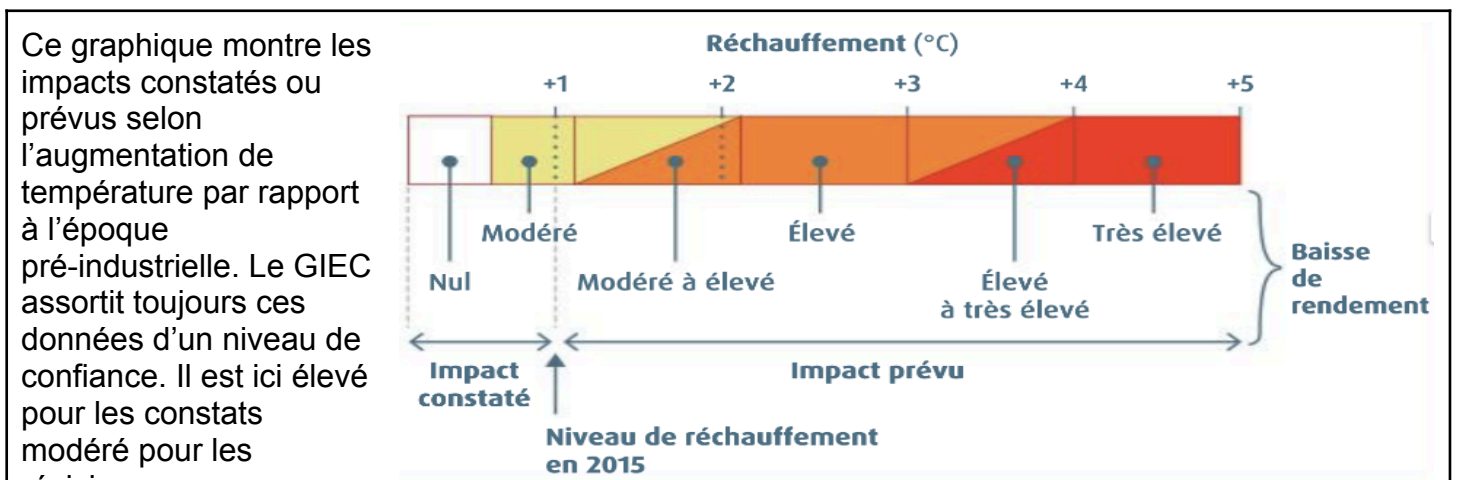 Ce graphique montre les
impacts constatés ou
prévus selon
l’augmentation de
température par rapport
à l’époque
pré-industrielle. Le GIEC
assortit toujours ces
données d’un niveau de
confiance. Il est ici élevé
pour les constats
modéré pour les
Réchauffement (°C)
+1 +2 +3 +4 +5
Modéré Élevé Très élevé
Nul Modéré à élevé Élevé
à très élevé
Baisse
de
rendement
Impact
constaté
Impact prévu
Niveau de réchauffement
en 2015